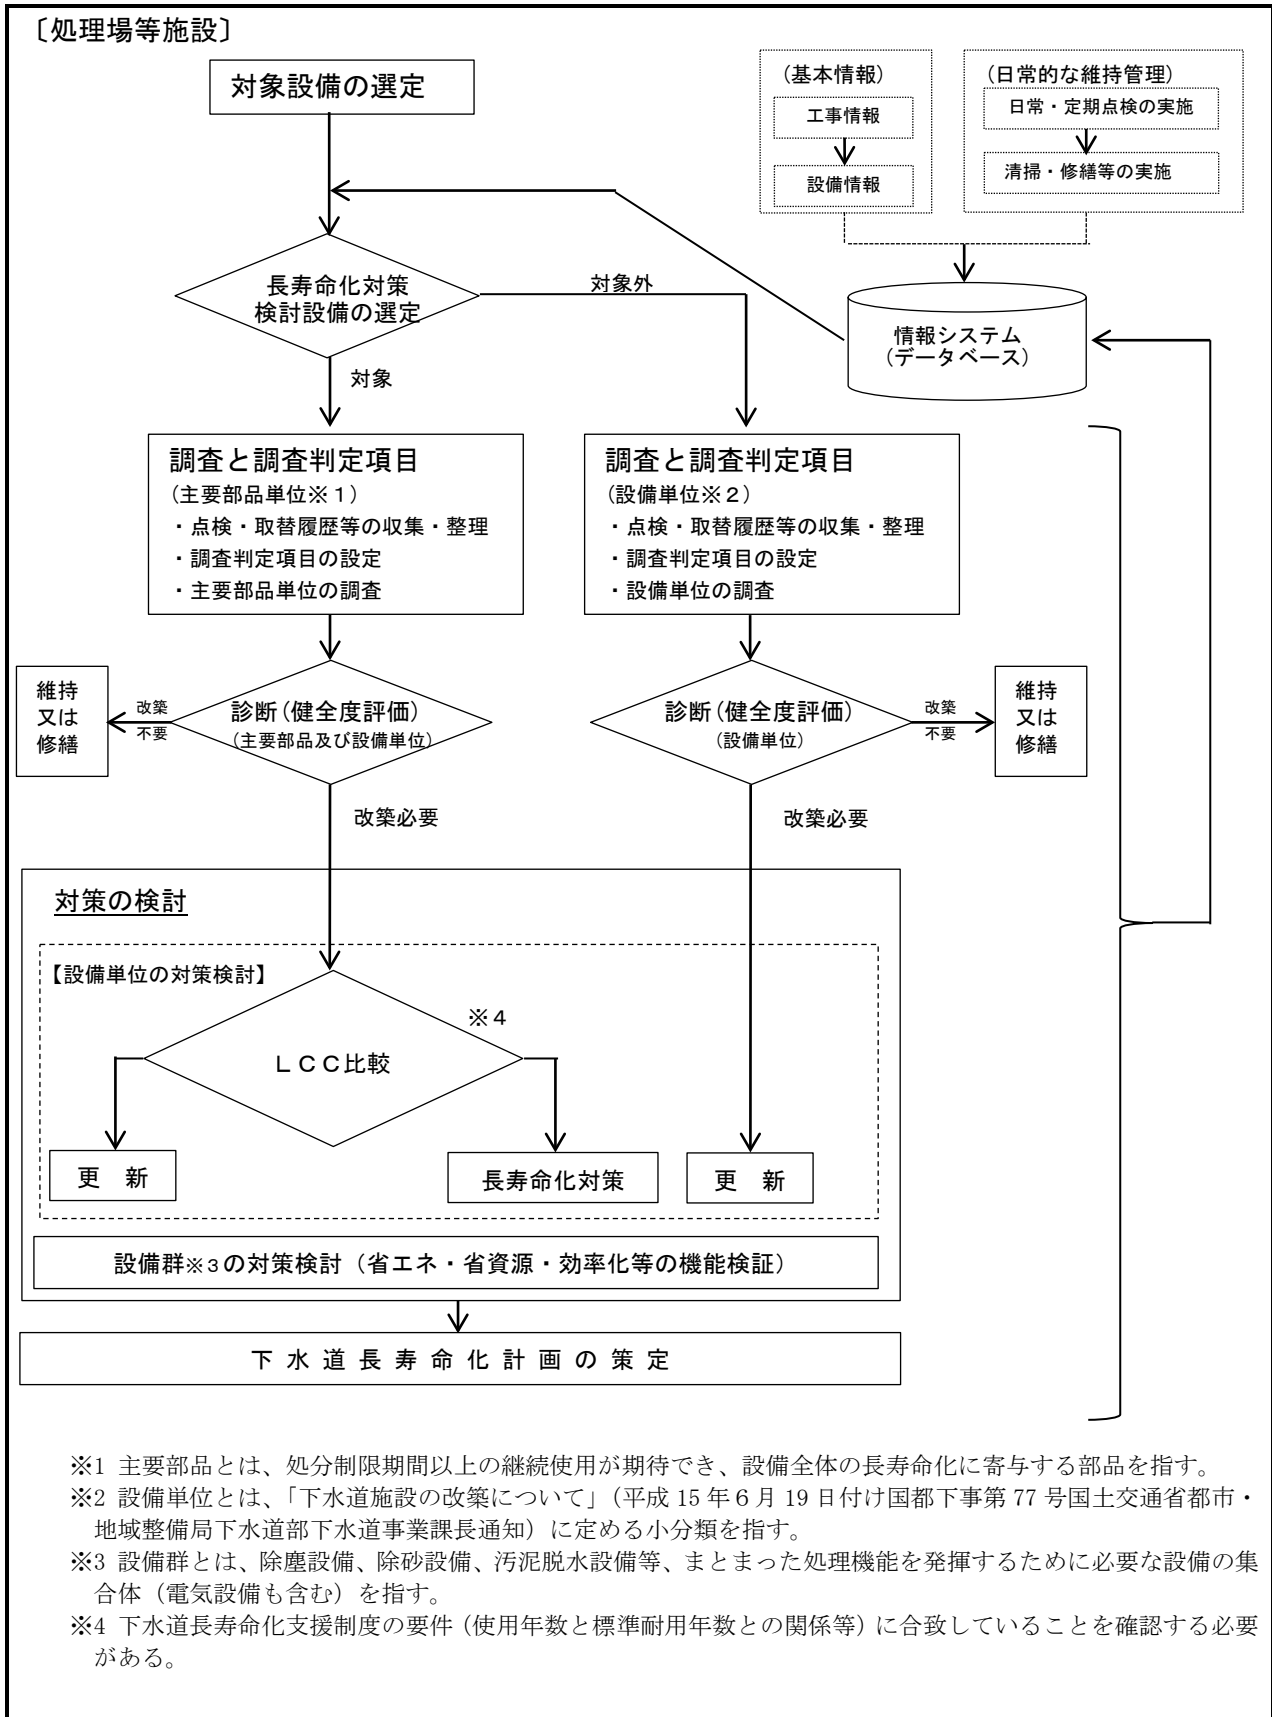 〔処理場等施設〕
対象設備の選定
(基本情報)
工事情報
設備情報
(日常的な維持管理)
日常・定期点検の実施
清掃・修繕等の実施
情報システム
(データベース)
長寿命化対策
検討設備の選定
対象外
対象
調査と調査判定項目
(主要部品単位※１)
・点検・取替履歴等の収集・整理
・調査判定項目の設定
・主要部品単位の調査
調査と調査判定項目
(設備単位※２)
・点検・取替履歴等の収集・整理
・調査判定項目の設定
・設備単位の調査
維持
又は
修繕
改築
不要
診断(健全度評価)
(主要部品及び設備単位)
診断(健全度評価)
(設備単位)
改築
不要
維持
又は
修繕
改築必要
改築必要
対策の検討
【設備単位の対策検討】
※４
ＬＣＣ比較
更　新
長寿命化対策
更　新
設備群※３の対策検討（省エネ・省資源・効率化等の機能検証）
下 水 道 長 寿 命 化 計 画 の 策 定
※1 主要部品とは、処分制限期間以上の継続使用が期待でき、設備全体の長寿命化に寄与する部品を指す。
※2 設備単位とは、「下水道施設の改築について」（平成 15 年６月 19 日付け国都下事第 77 号国土交通省都市・
地域整備局下水道部下水道事業課長通知）に定める小分類を指す。
※3 設備群とは、除塵設備、除砂設備、汚泥脱水設備等、まとまった処理機能を発揮するために必要な設備の集
合体（電気設備も含む）を指す。
※4 下水道長寿命化支援制度の要件（使用年数と標準耐用年数との関係等）に合致していることを確認する必要
がある。